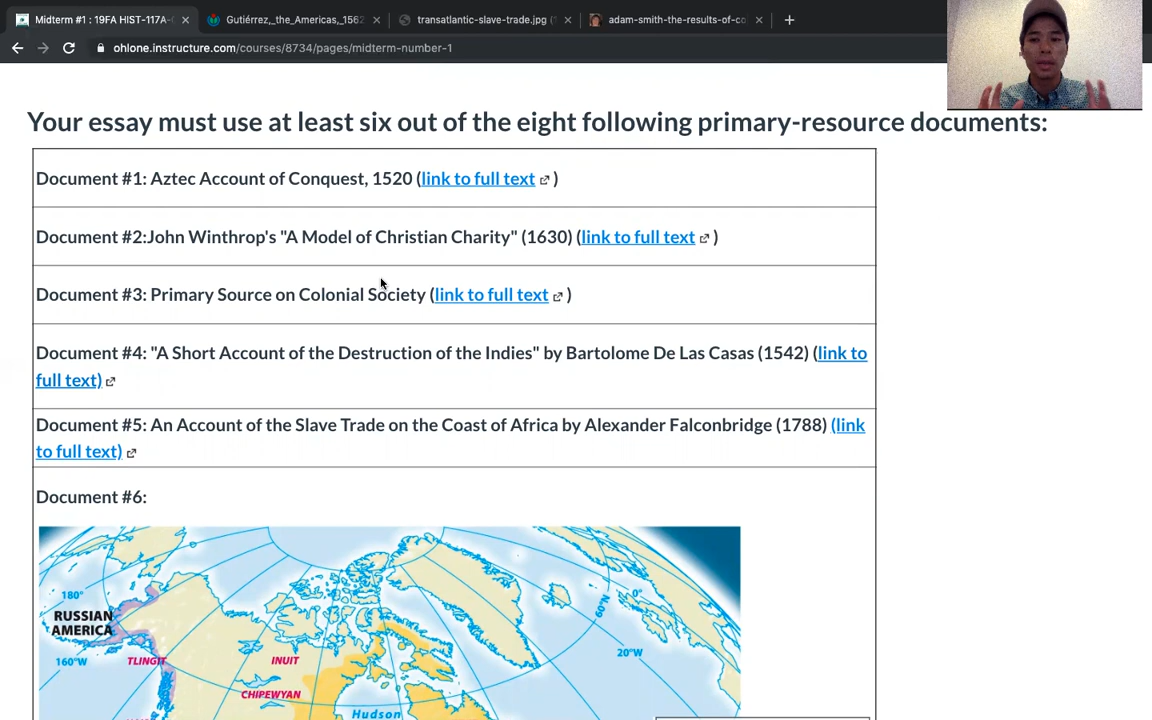 Midterm #1 : 19FA HIST-117A-
Gutiérrez,_the_Americas,_1562
transatlantic-slave-trade.jpg (
adam-smith-the-results-of-co
ohlone.instructure.com/courses/8734/pages/midterm-number-1
Your essay must use at least six out of the eight following primary-resource documents:
Document #1: Aztec Account of Conquest, 1520 (link to full text )
Document #2:John Winthrop's "A Model of Christian Charity" (1630) (link to full text )
Document #3: Primary Source on Colonial Society (link to full text )
Document #4: "A Short Account of the Destruction of the Indies" by Bartolome De Las Casas (1542) (link to
full text)
Document #5: An Account of the Slave Trade on the Coast of Africa by Alexander Falconbridge (1788) (link
to full text)
Document #6:
180°
0°
60°N
RUSSIAN
AMERICA
160°W
TLINGIT
INUIT
20°W
CHIPEWYAN
Hudson